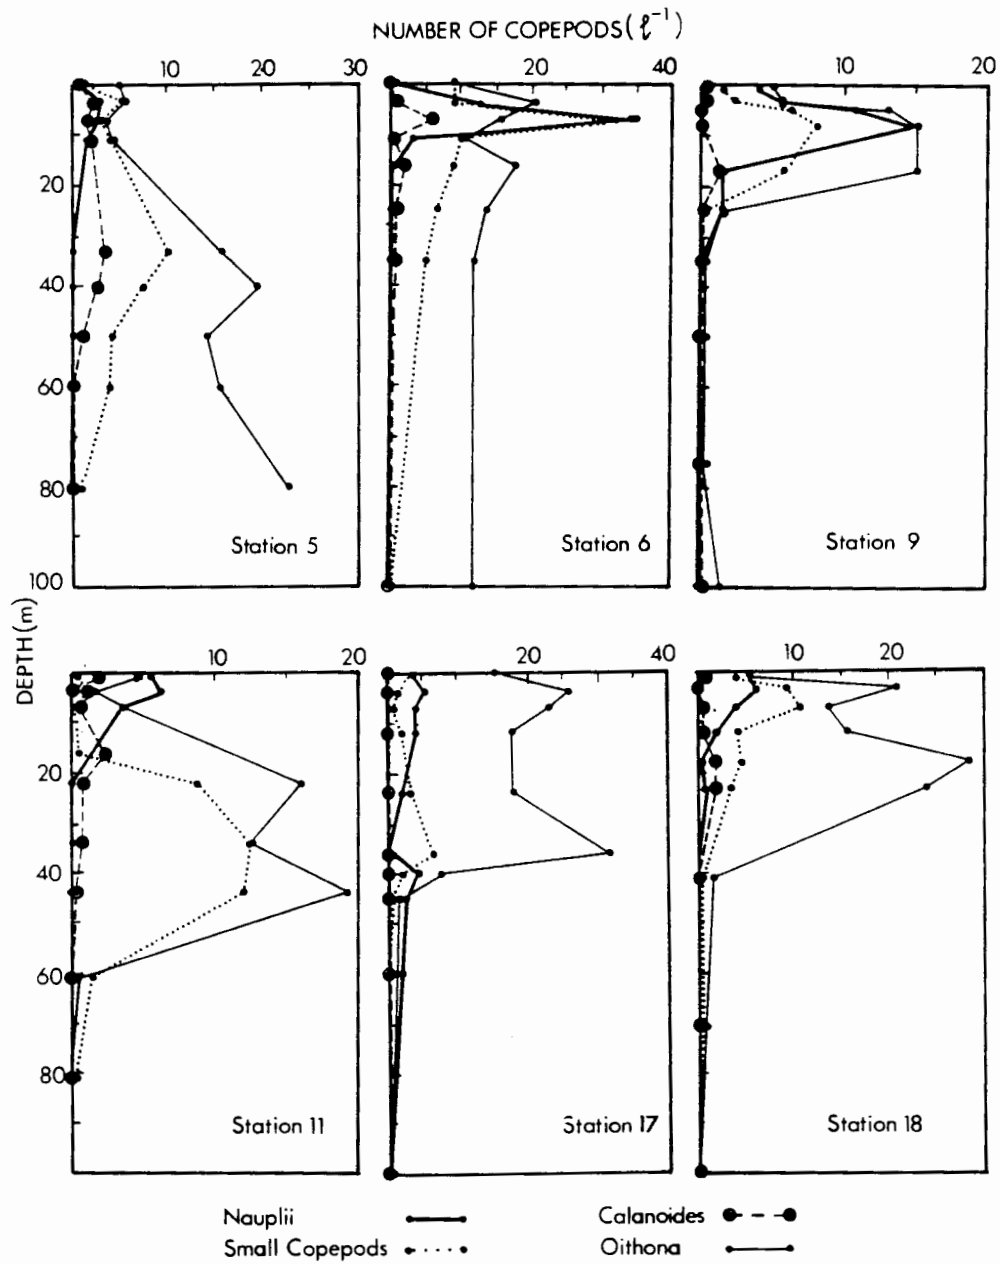 NUMBER OF COPEPODS (ℓ⁻¹)
10 20 30 20 40 10 20
20
40
60
80
100
Station 5 Station 6 Station 9
DEPTH (m)
10 20 20 40 10 20
20
40
60
80
Station 11 Station 17 Station 18
Nauplii Calanoides
Small Copepods Oithona